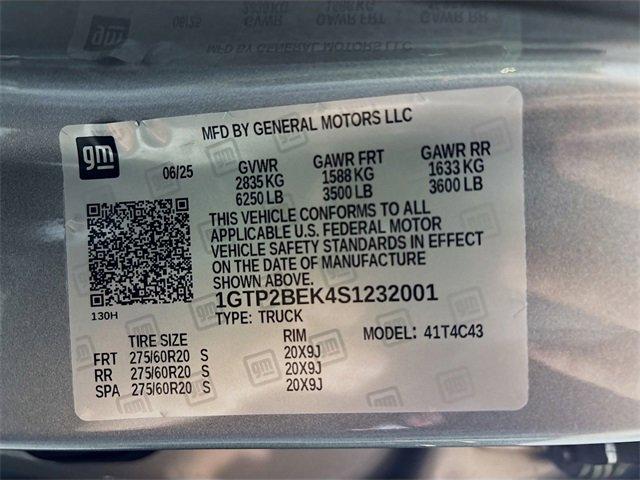 MFD BY GENERAL MOTORS LLC
gm
06/25
GVWR GAWR FRT GAWR RR
2835 KG 1588 KG 1633 KG
6250 LB 3500 LB 3600 LB
THIS VEHICLE CONFORMS TO ALL
APPLICABLE U.S. FEDERAL MOTOR
VEHICLE SAFETY STANDARDS IN EFFECT
ON THE DATE OF MANUFACTURE
SHOWN ABOVE.
1GTP2BEK4S1232001
130H
TYPE: TRUCK
TIRE SIZE RIM MODEL: 41T4C43
FRT 275/60R20 S 20X9J
RR 275/60R20 S 20X9J
SPA 275/60R20 S 20X9J